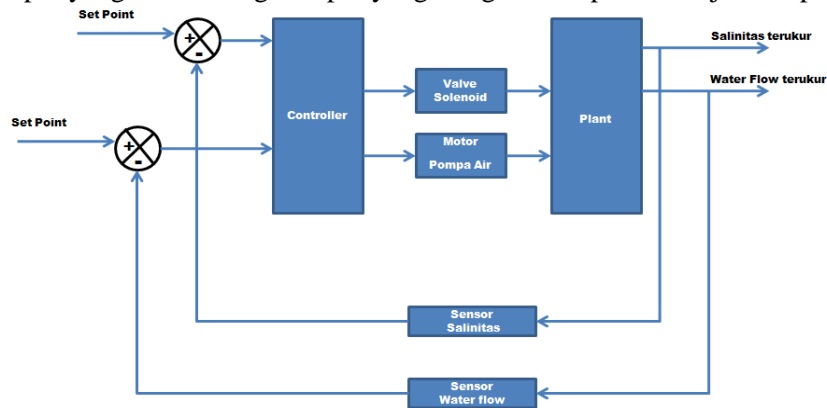 Set Point
+
-
Salinitas terukur
Valve
Solenoid
Water Flow terukur
Controller
Plant
Set Point
+
-
Motor
Pompa Air
Sensor
Salinitas
Sensor
Water flow